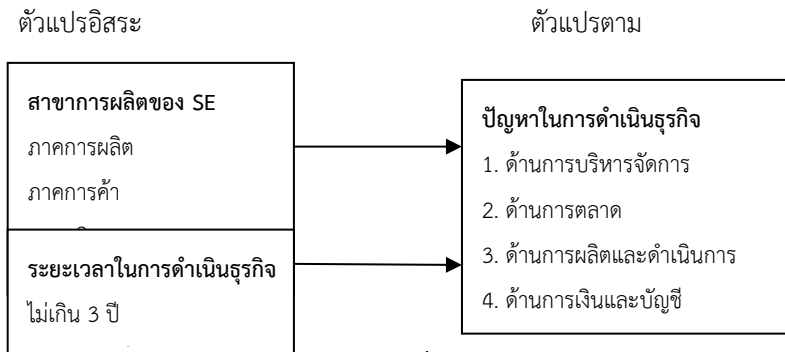 ตัวแปรอิสระ
ตัวแปรตาม
สาขาการผลิตของ SE
ภาคการผลิต
ภาคการค้า
ระยะเวลาในการดำเนินธุรกิจ
ไม่เกิน 3 ปี
ปัญหาในการดำเนินธุรกิจ
1. ด้านการบริหารจัดการ
2. ด้านการตลาด
3. ด้านการผลิตและดำเนินการ
4. ด้านการเงินและบัญชี